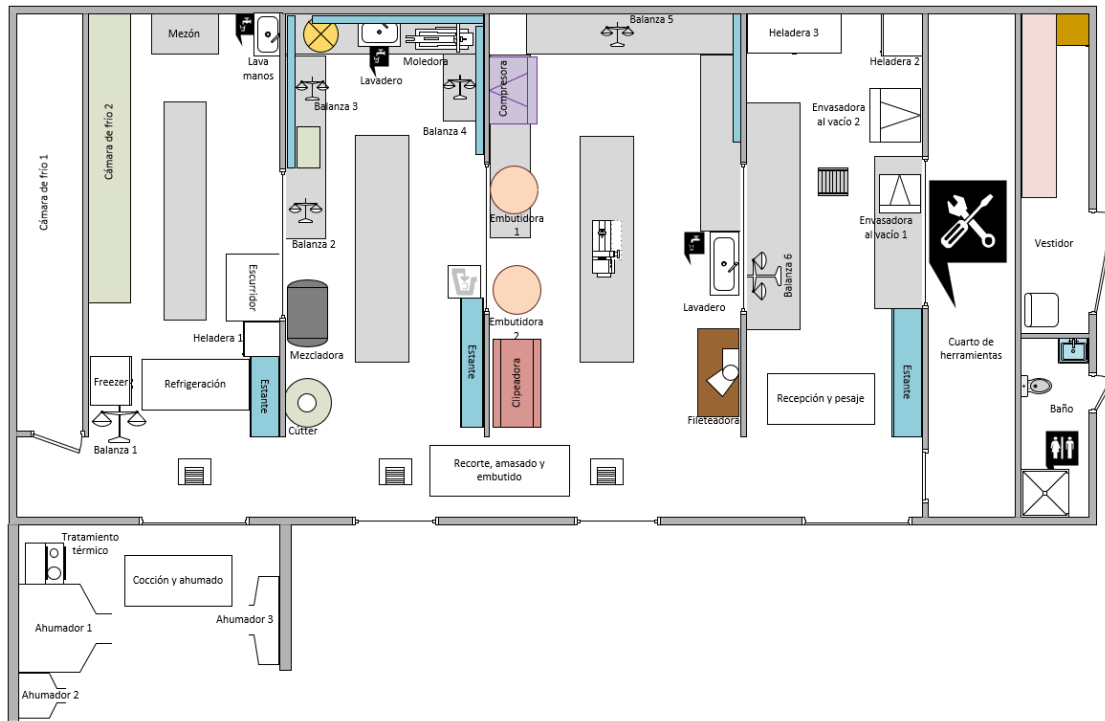 Mezón
Lava
manos
Lavadero
Moledora
Balanza 5
Heladera 3
Heladera 2
Cámara de frío 1
Cámara de frío 2
Balanza 3
Balanza 4
Compresora
Envasadora
al vacío 2
Balanza 2
Embutidora
1
Envasadora
al vacío 1
Vestidor
Escurridor
Balanza 6
Lavadero
Heladera 1
Mezcladora
Embutidora
2
Cuarto de
herramientas
Freezer
Refrigeración
Estante
Estante
Clipeadora
Recepción y pesaje
Estante
Baño
Balanza 1
Cutter
Fileteadora
Recorte, amasado y
embutido
Tratamiento
térmico
Cocción y ahumado
Ahumador 1
Ahumador 3
Ahumador 2